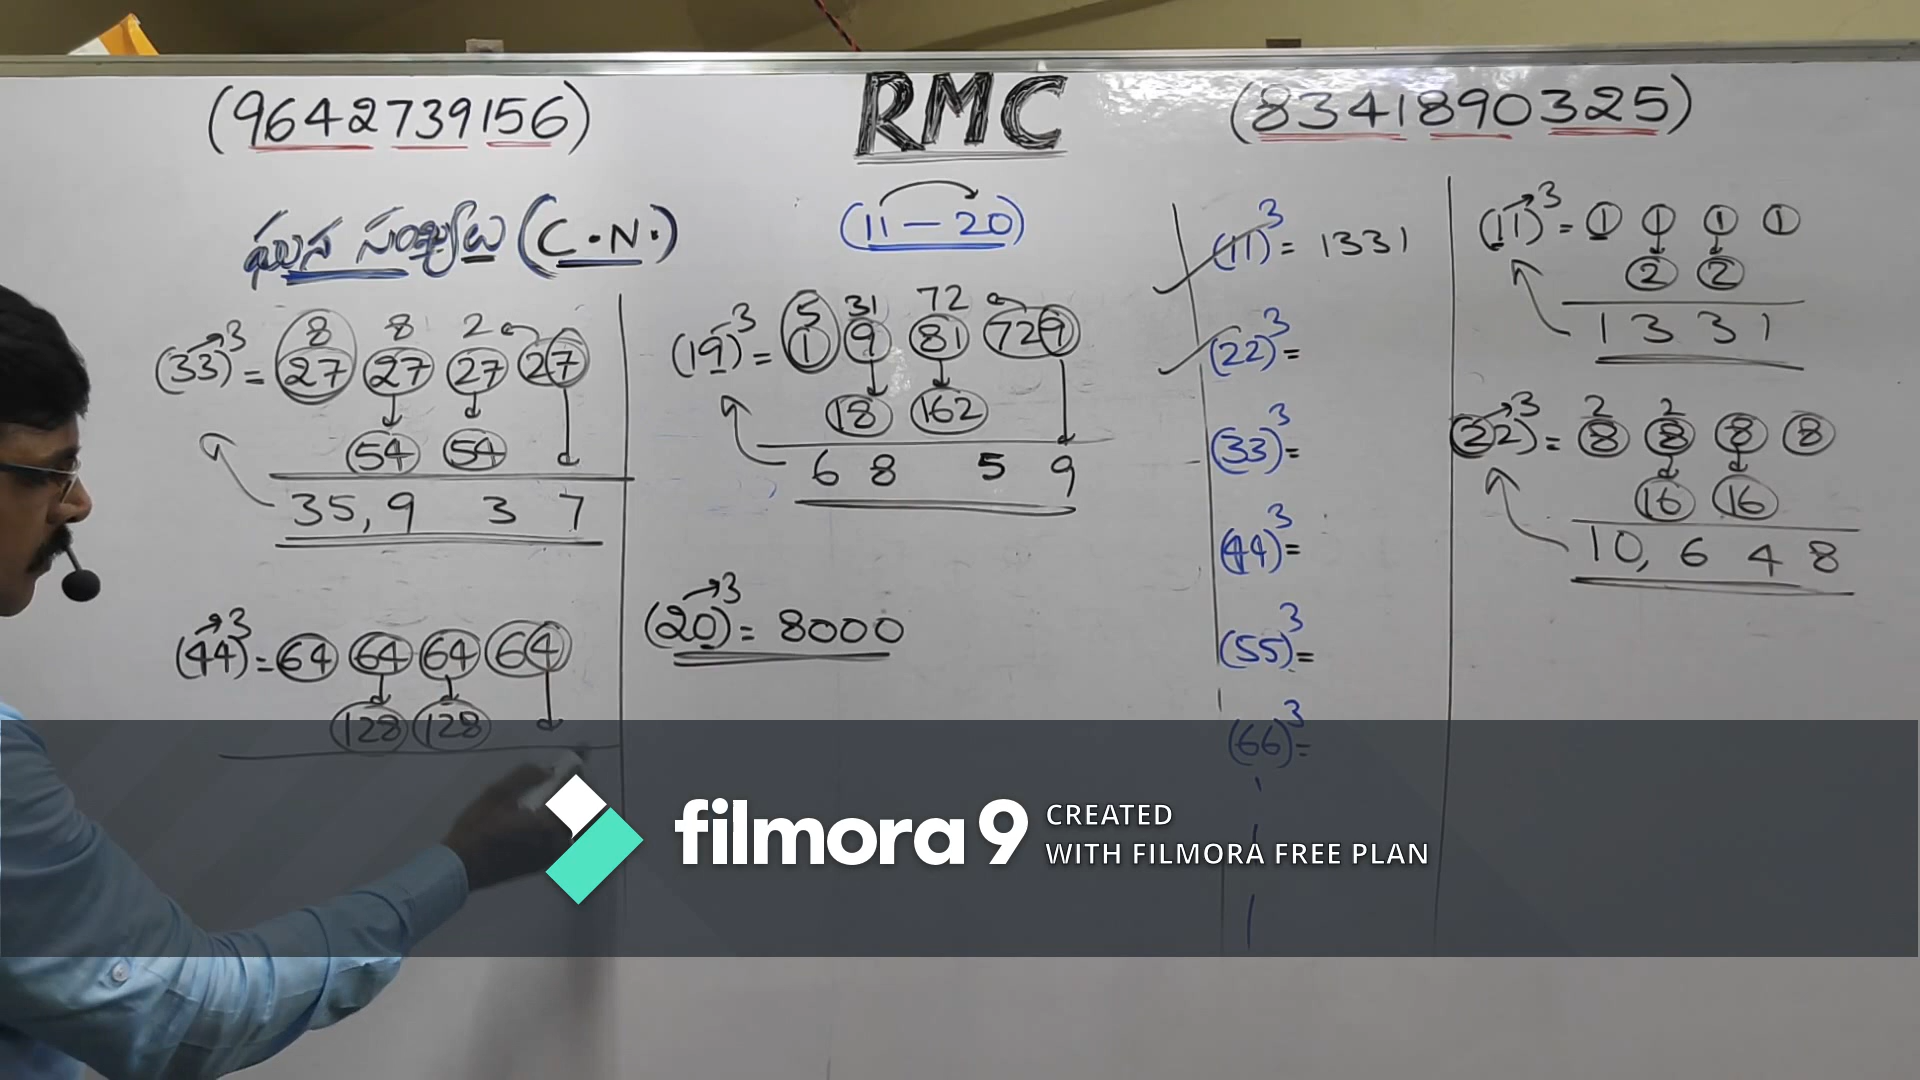 (9642739156) RMC (8341890325)
ఘన సంఖ్యలు (C.N.)
(11 – 20)
(33)³ = 27 27 27 27
8 8 2
54 54
35,9 3 7
(44)³ = 64 64 64 64
128 128
(19)³ = 1 9 81 729
5 31 72
18 162
6 8 5 9
(20)³ = 8000
(11)³ = 1331
(22)³ =
(33)³ =
(44)³ =
(55)³ =
(66)³ =
(11)³ = 1 1 1 1
2 2
1 3 3 1
(22)³ = 8 8 8 8
2 2
16 16
10, 6 4 8
filmora 9 CREATED
WITH FILMORA FREE PLAN